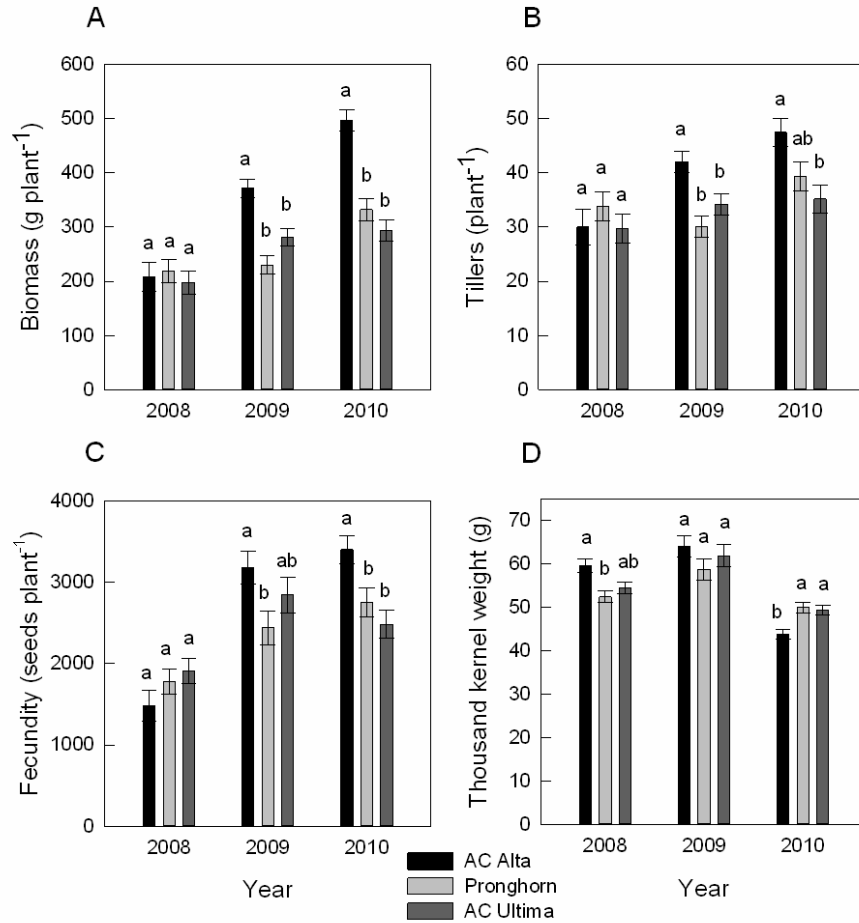 A
Biomass (g plant⁻¹)
600
500
400
300
200
100
0
a a a
a b b
a b b
2008 2009 2010
B
Tillers (plant⁻¹)
60
50
40
30
20
10
0
a a a
a b b
a ab b
2008 2009 2010
C
Fecundity (seeds plant⁻¹)
4000
3000
2000
1000
0
a a a
a b ab
a b b
2008 2009 2010
Year
D
Thousand kernel weight (g)
70
60
50
40
30
20
10
0
a b ab
a a a
b a a
2008 2009 2010
Year
AC Alta
Pronghorn
AC Ultima